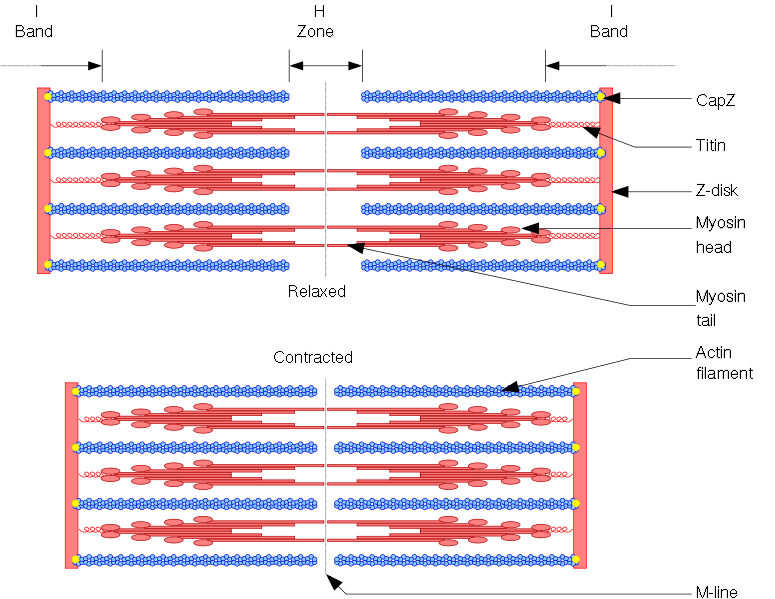 I
Band
H
Zone
I
Band
CapZ
Titin
Z-disk
Myosin
head
Relaxed
Myosin
tail
Contracted
Actin
filament
M-line